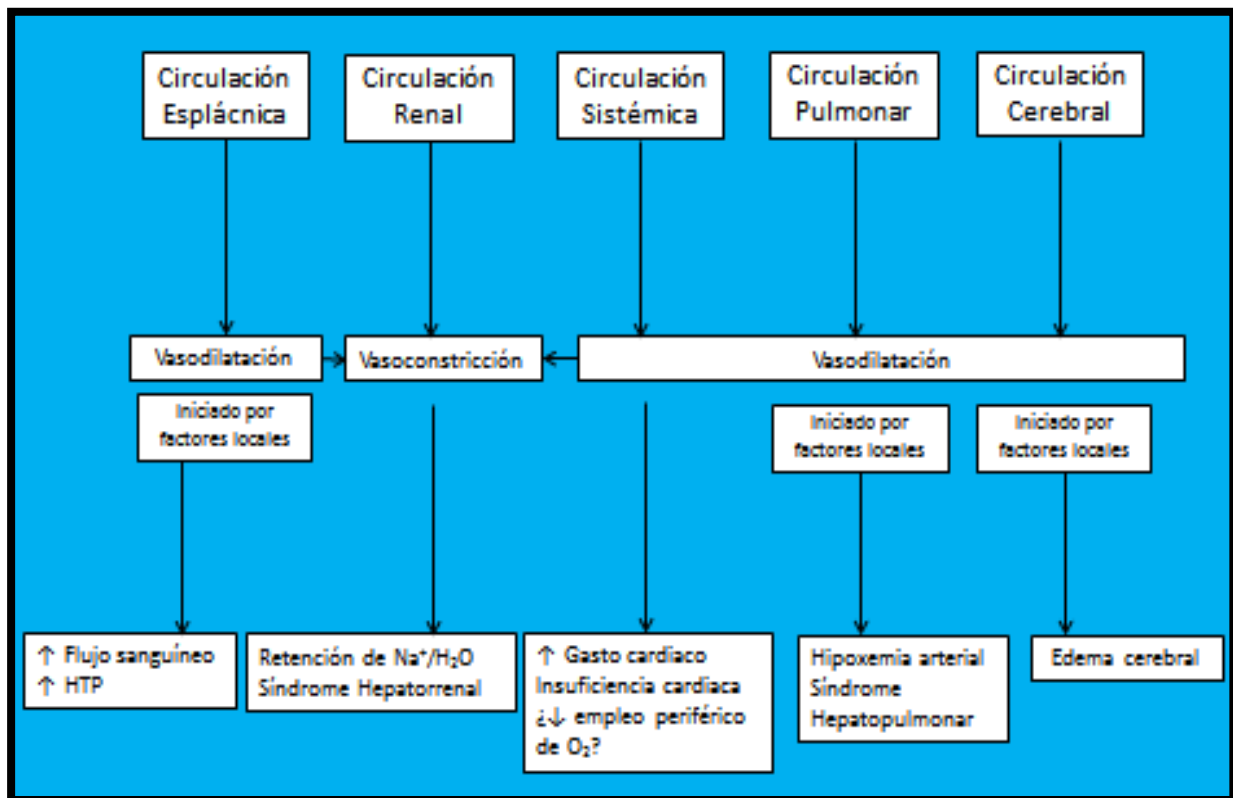 Circulación
Esplácnica
Circulación
Renal
Circulación
Sistémica
Circulación
Pulmonar
Circulación
Cerebral
Vasodilatación
Vasoconstricción
Vasodilatación
Iniciado por
factores locales
Iniciado por
factores locales
Iniciado por
factores locales
↑ Flujo sanguíneo
↑ HTP
Retención de Na⁺/H₂O
Síndrome Hepatorrenal
↑ Gasto cardiaco
Insuficiencia cardiaca
¿↓ empleo periférico
de O₂?
Hipoxemia arterial
Síndrome
Hepatopulmonar
Edema cerebral